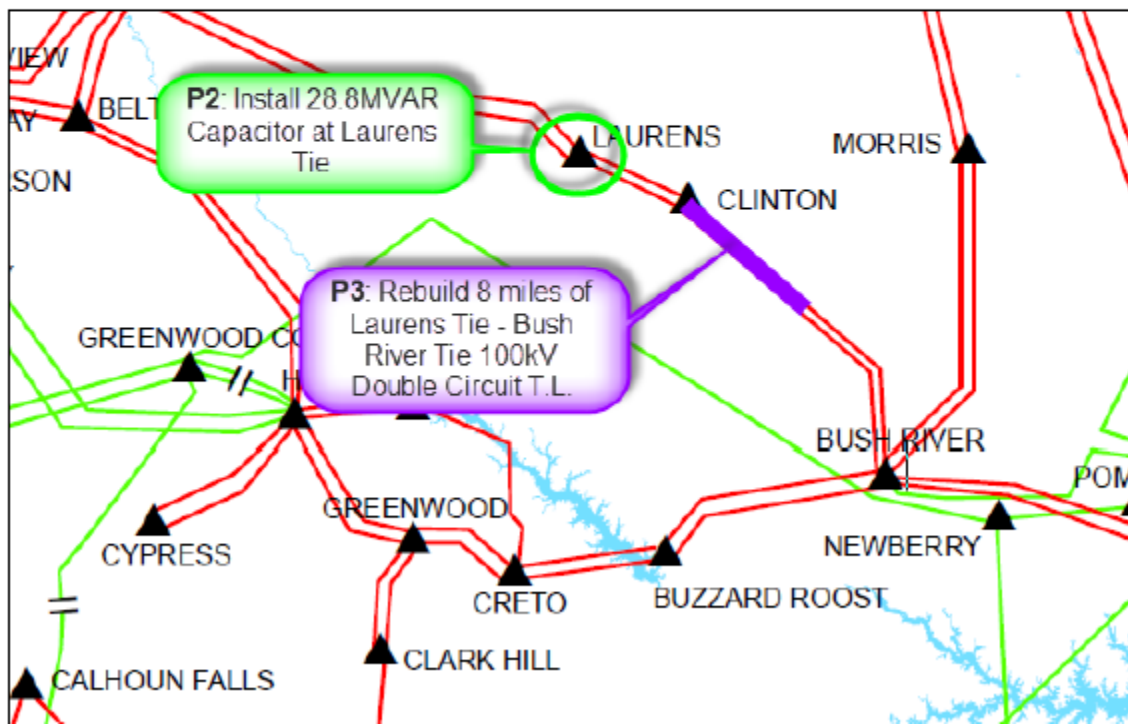 VIEW
P2: Install 28.8MVAR
Capacitor at Laurens
Tie
BELT
AY
LAURENS
MORRIS
ASON
CLINTON
P3: Rebuild 8 miles of
Laurens Tie - Bush
River Tie 100kV
Double Circuit T.L.
GREENWOOD CO
H
BUSH RIVER
POM
GREENWOOD
CYPRESS
NEWBERRY
CRETO
BUZZARD ROOST
CLARK HILL
CALHOUN FALLS